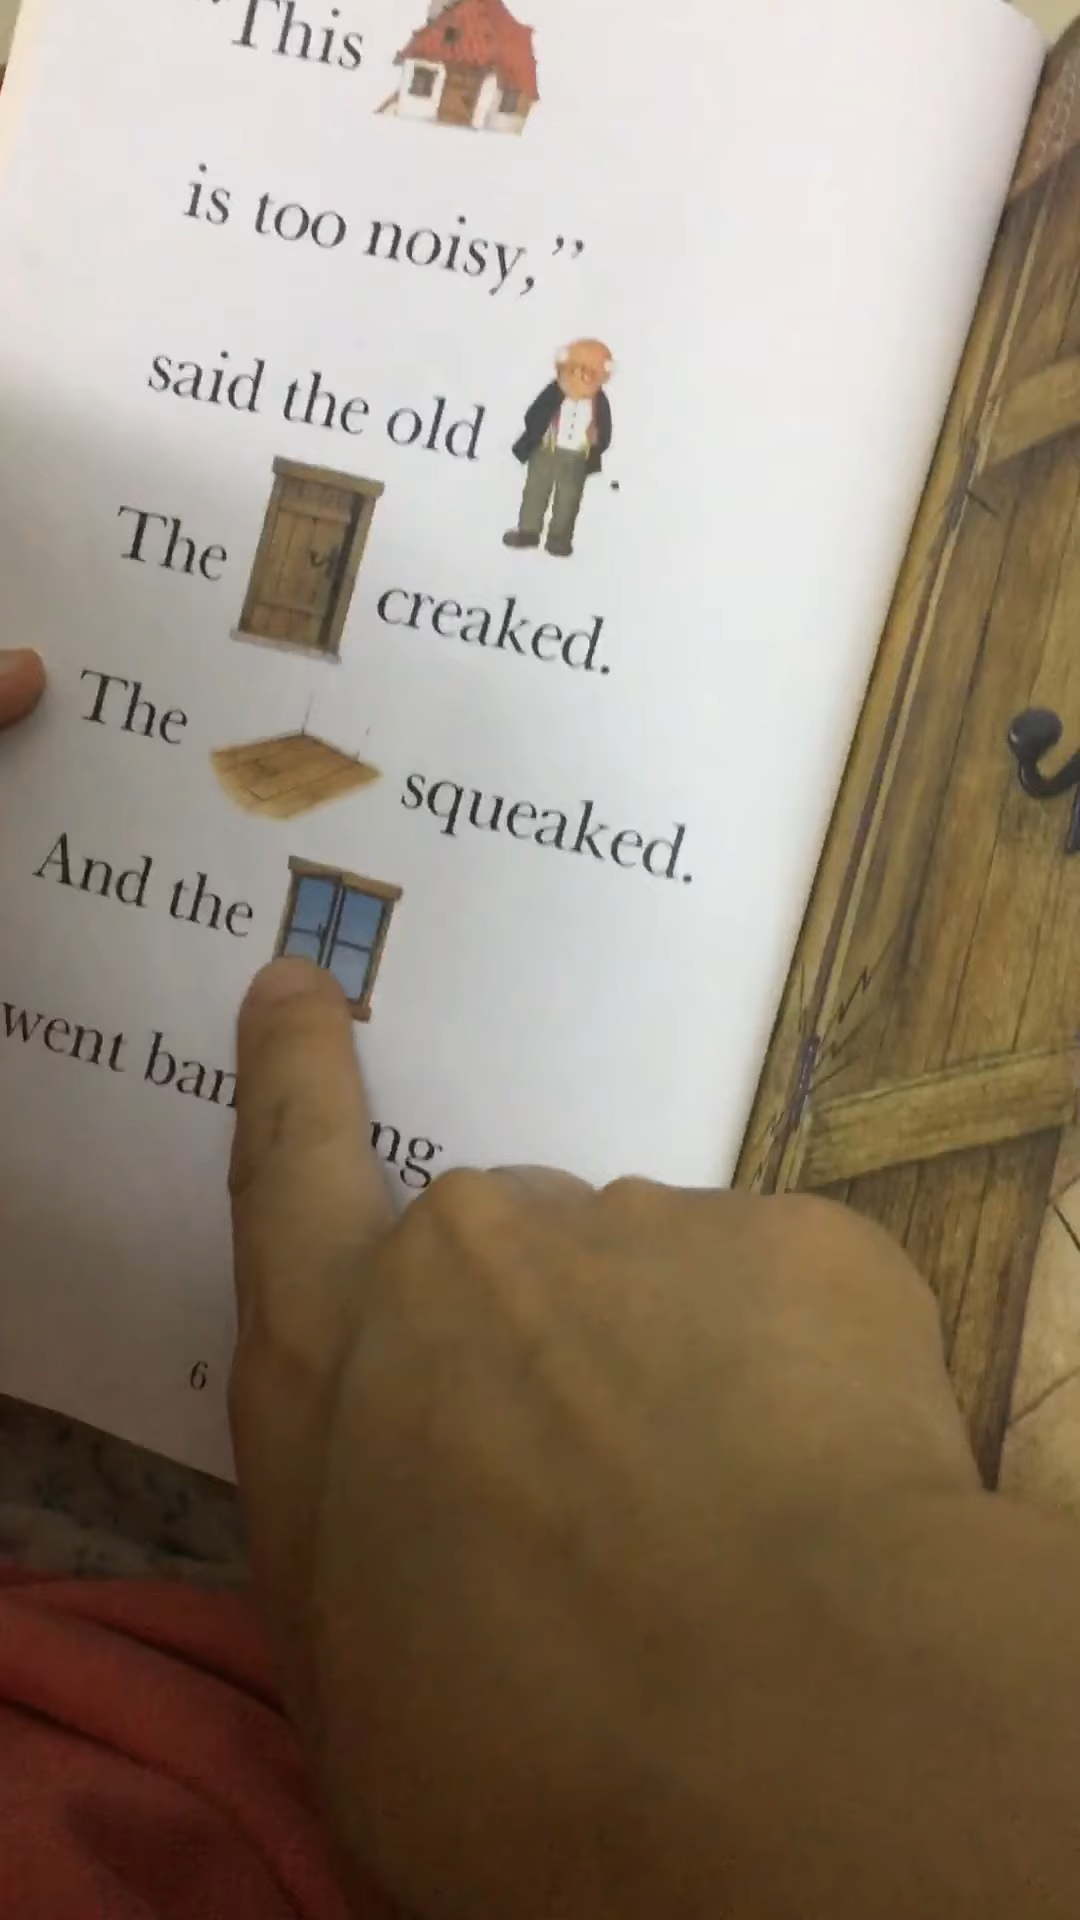 "This
is too noisy,”
said the old .
The creaked.
The squeaked.
And the
went
6